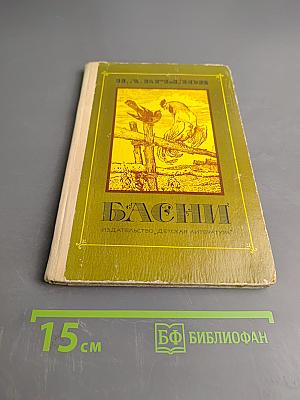 И.А.КРЫЛОВ
БАСНИ
ИЗДАТЕЛЬСТВО „ДЕТСКАЯ ЛИТЕРАТУРА"
15 см
БФ БИБЛИОФАН